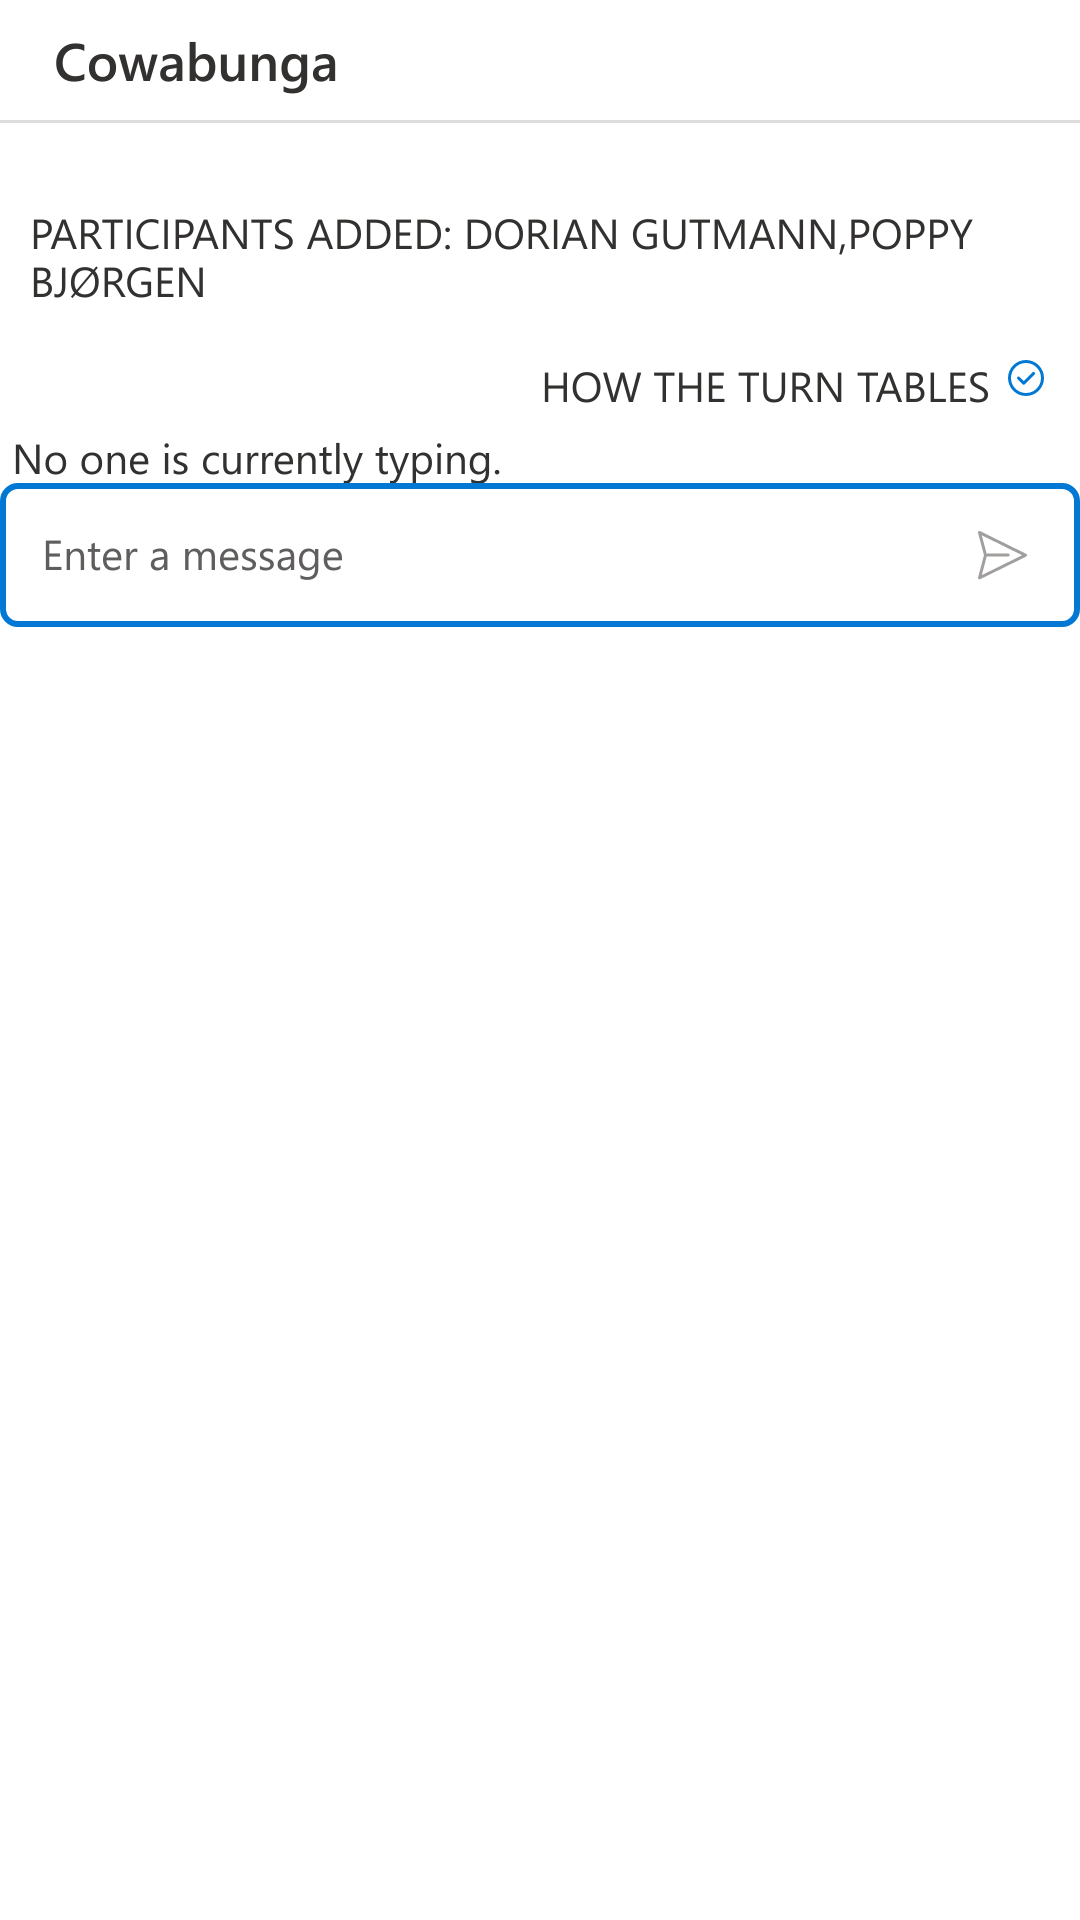 Cowabunga
PARTICIPANTS ADDED: DORIAN GUTMANN,POPPY
BJØRGEN
HOW THE TURN TABLES
No one is currently typing.
Enter a message